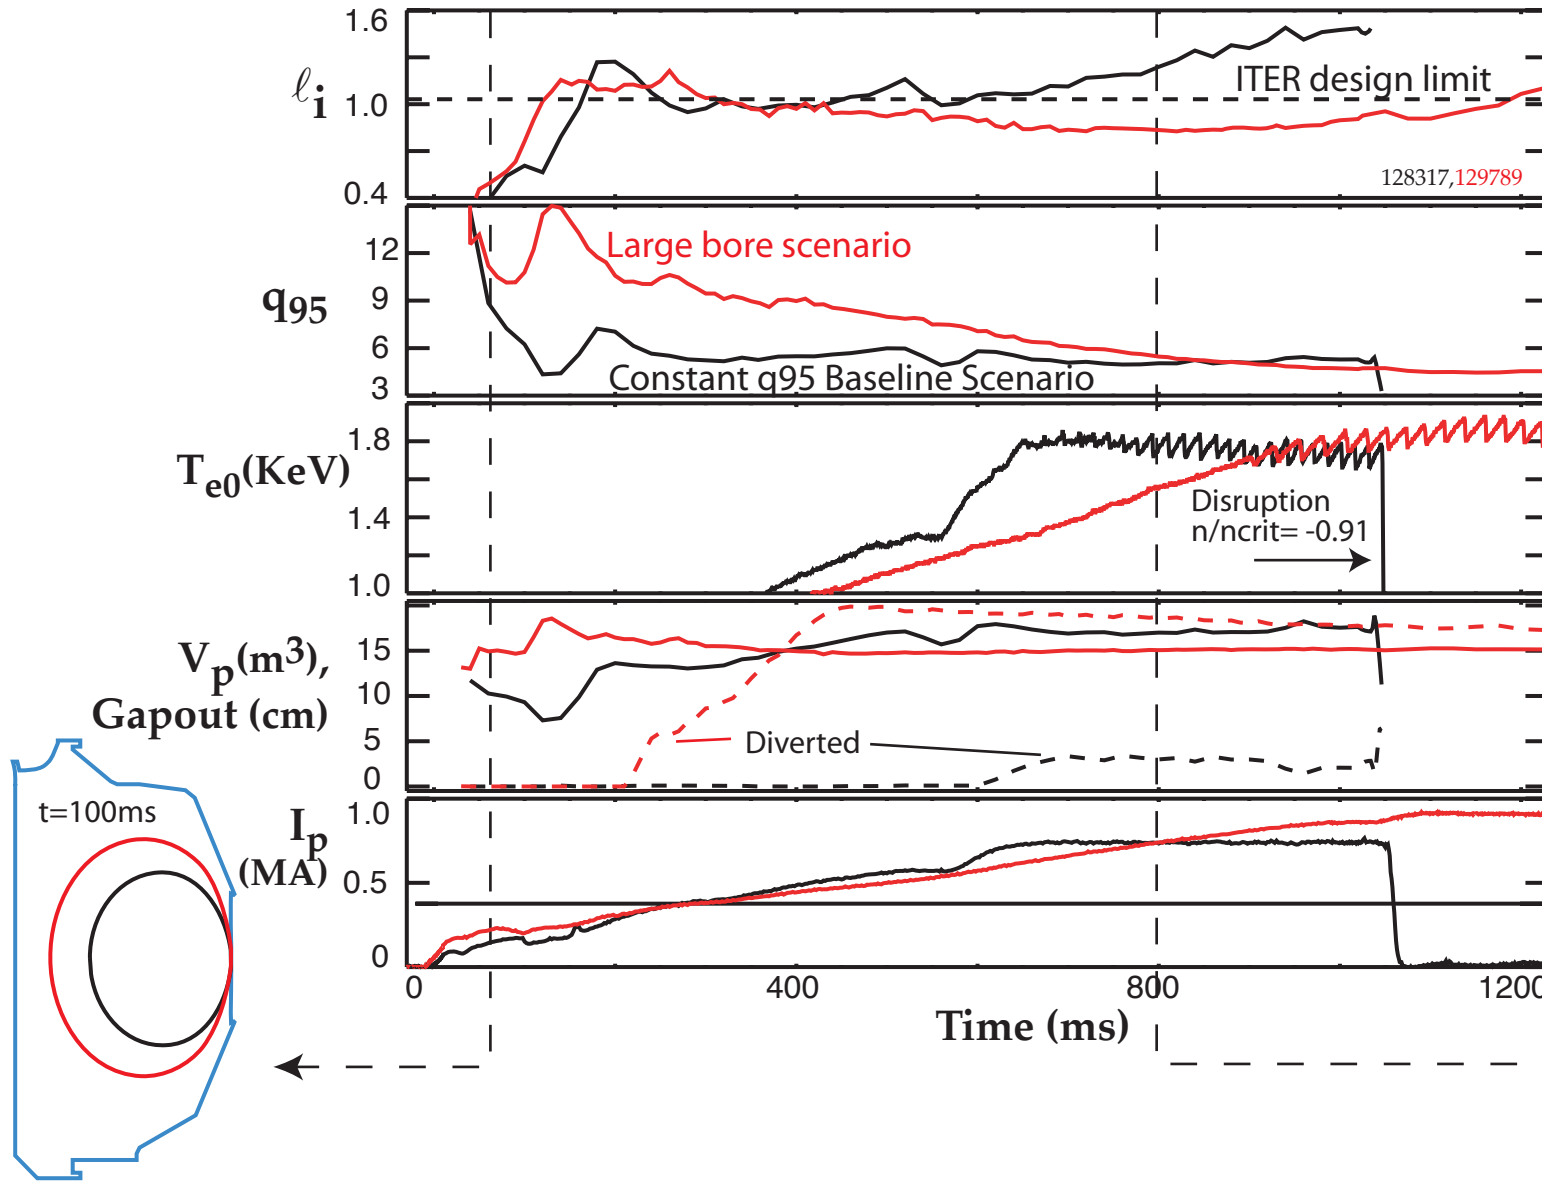 1.6
ℓi
1.0
0.4
ITER design limit
128317,129789
12
9
6
3
q95
Large bore scenario
Constant q95 Baseline Scenario
1.8
1.4
1.0
Te0(KeV)
Disruption
n/ncrit= -0.91
15
10
5
0
Vp(m3),
Gapout (cm)
Diverted
1.0
0.5
0
Ip
(MA)
t=100ms
0 400 800 1200
Time (ms)